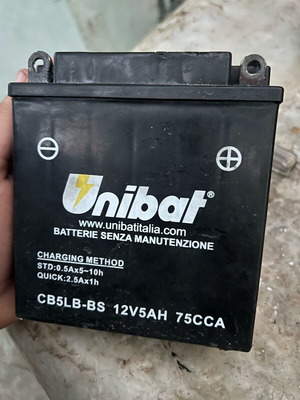 Unibat®
www.unibatitalia.com
BATTERIE SENZA MANUTENZIONE
CHARGING METHOD
STD:0.5Ax5~10h
QUICK:2.5Ax1h
CB5LB-BS 12V5AH 75CCA